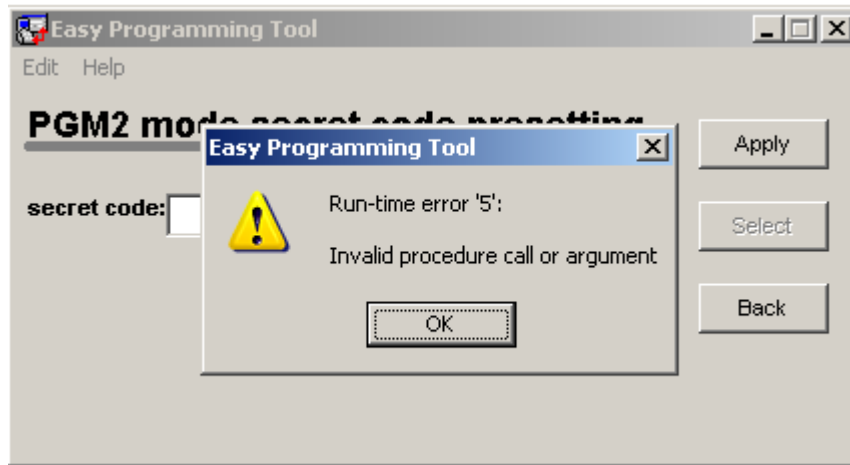 Easy Programming Tool
Edit Help
PGM2 mode secret code presetting
Easy Programming Tool
Apply
secret code:
Run-time error '5':
Select
Invalid procedure call or argument
Back
OK